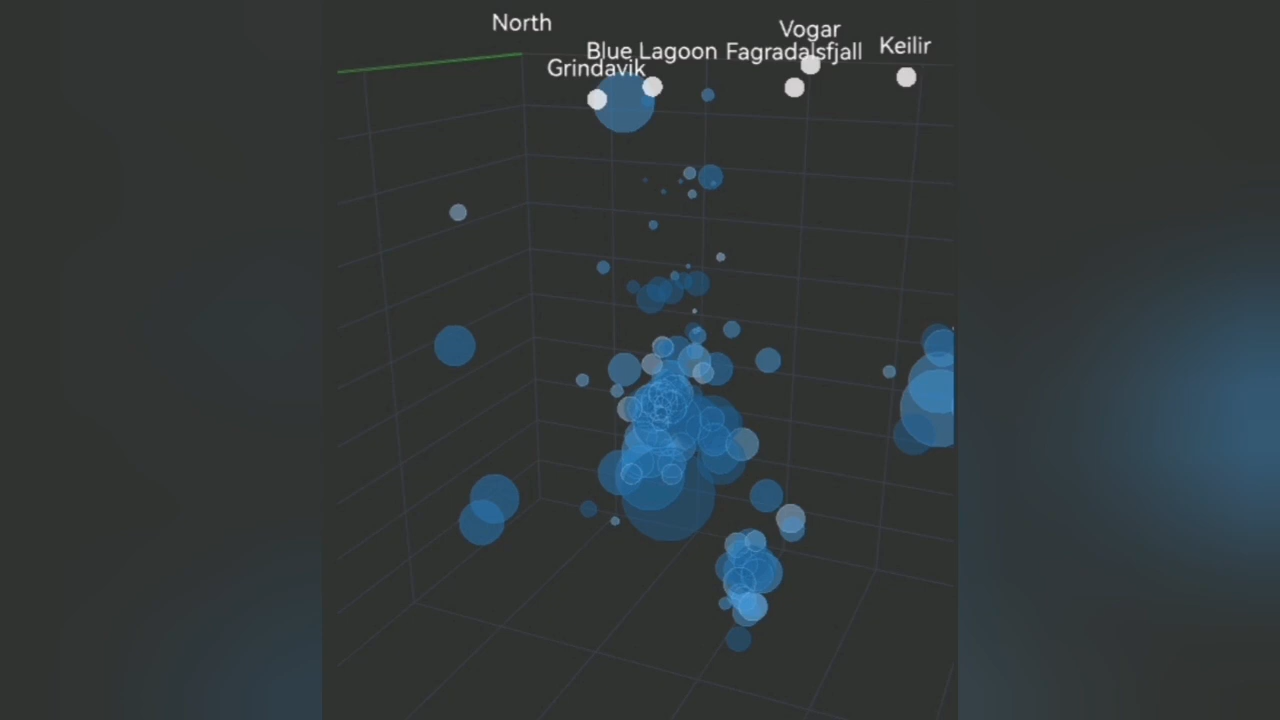 North
Vogar
Blue Lagoon
Fagradalsfjall
Keilir
Grindavik